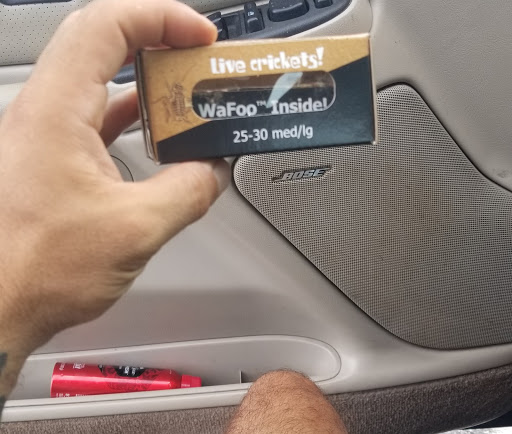 Live crickets!
WaFoo™ Inside!
25-30 med/lg
BOSE